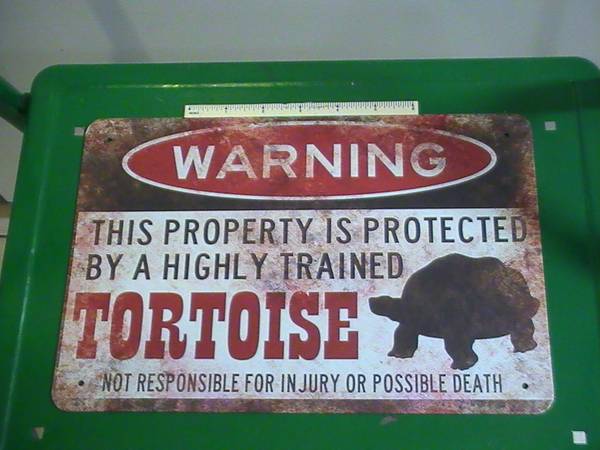 WARNING
THIS PROPERTY IS PROTECTED
BY A HIGHLY TRAINED
TORTOISE
NOT RESPONSIBLE FOR INJURY OR POSSIBLE DEATH